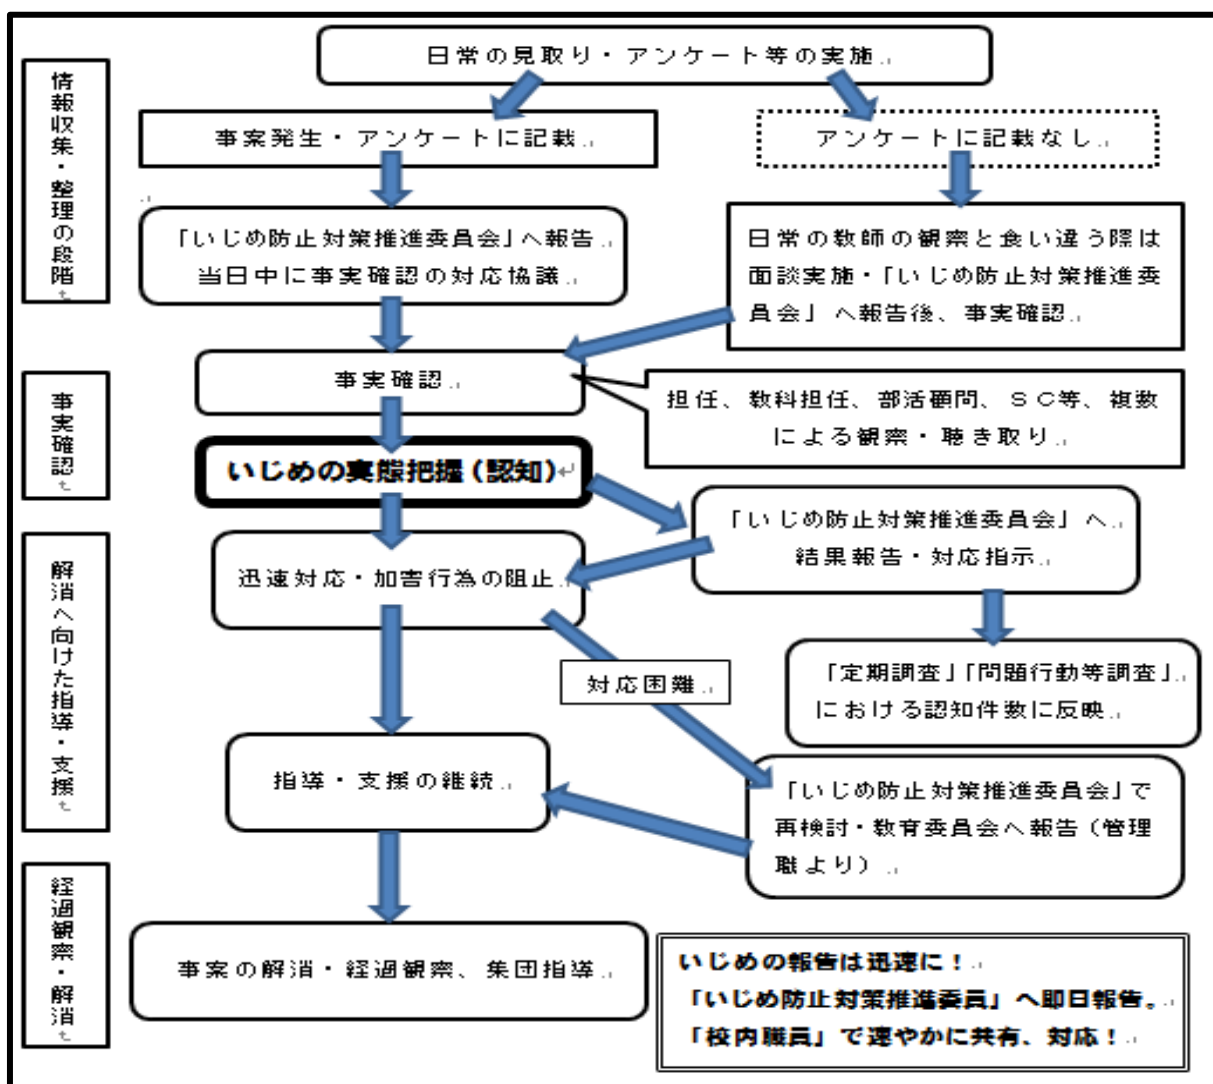 日常の見取り・アンケート等の実施
情報収集・整理の段階
事案発生・アンケートに記載
アンケートに記載なし
「いじめ防止対策推進委員会」へ報告
当日中に事実確認の対応協議
日常の教師の観察と食い違う際は
面談実施・「いじめ防止対策推進委
員会」へ報告後、事実確認
事実確認
事実確認
担任、教科担任、部活顧問、SC等、複数
による観察・聴き取り
いじめの実態把握(認知)
「いじめ防止対策推進委員会」へ
結果報告・対応指示
解消へ向けた指導・支援
迅速対応・加害行為の阻止
対応困難
「定期調査」「問題行動等調査」
における認知件数に反映
指導・支援の継続
「いじめ防止対策推進委員会」で
再検討・教育委員会へ報告(管理
職より)
経過観察・解消
事案の解消・経過観察、集団指導
いじめの報告は迅速に!
「いじめ防止対策推進委員」へ即日報告。
「校内職員」で速やかに共有、対応!